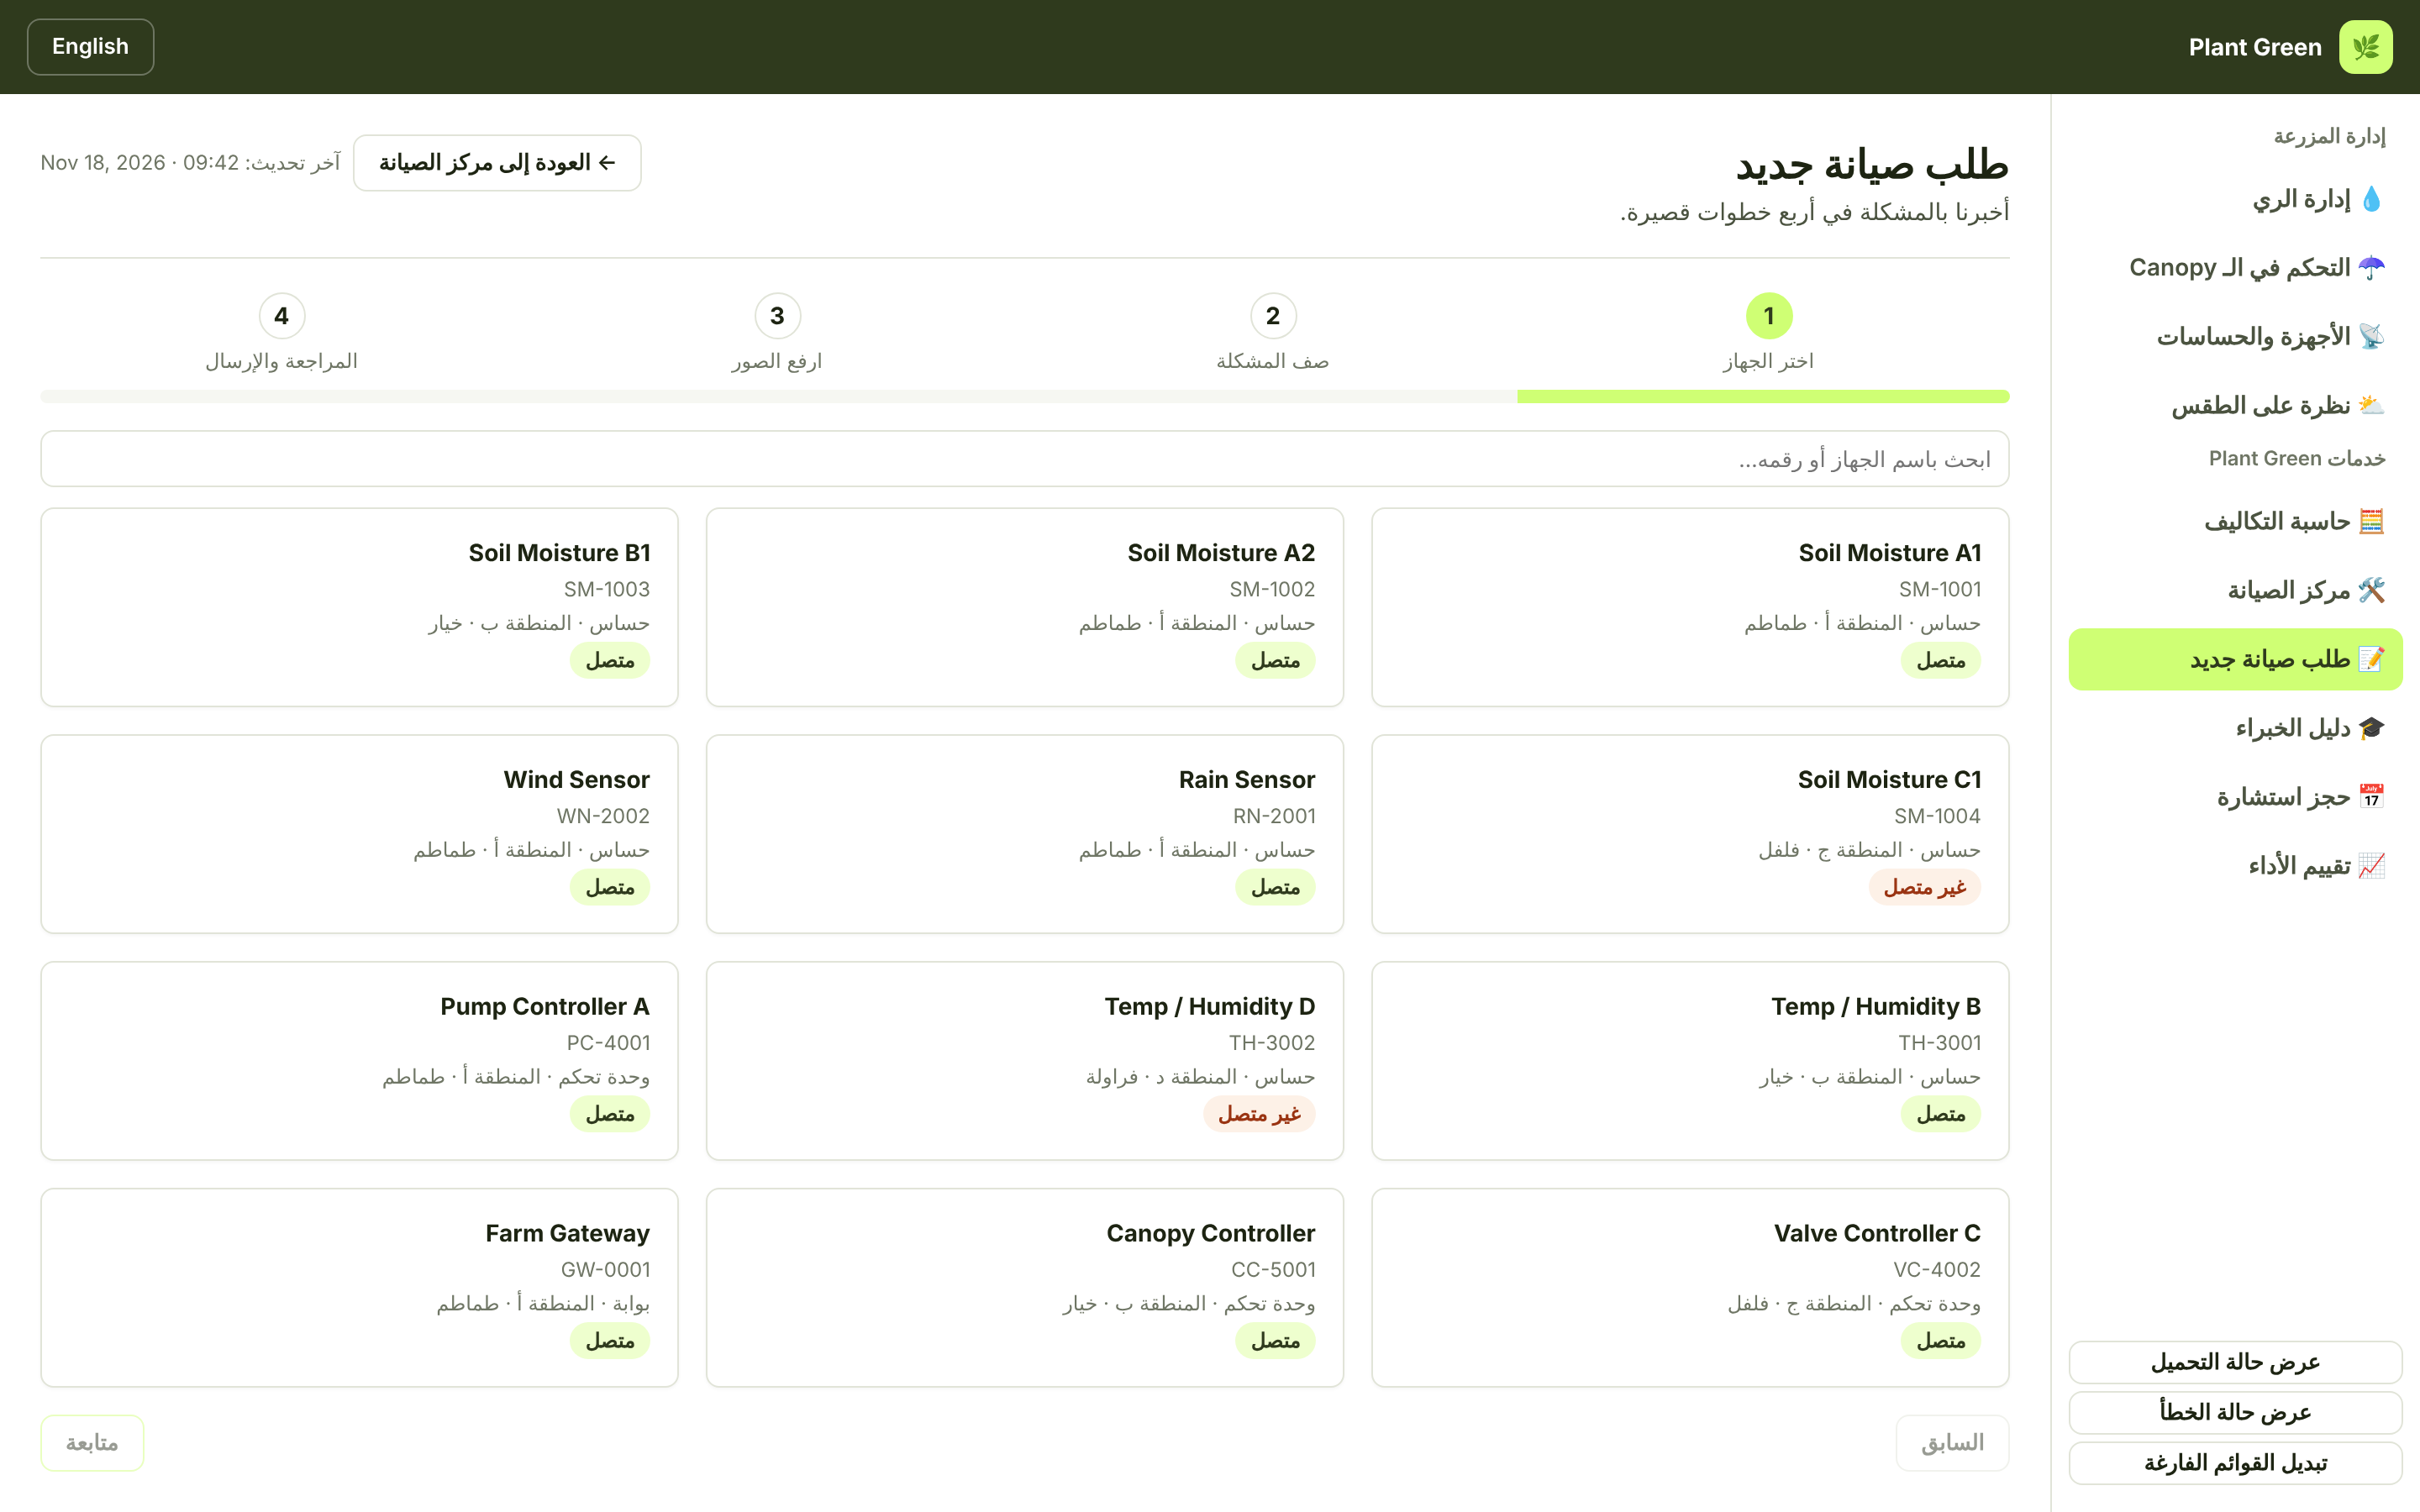 Plant Green
English
إدارة المزرعة
إدارة الري
التحكم في الـ Canopy
الأجهزة والحساسات
نظرة على الطقس
خدمات Plant Green
حاسبة التكاليف
مركز الصيانة
طلب صيانة جديد
دليل الخبراء
حجز استشارة
تقييم الأداء
عرض حالة التحميل
عرض حالة الخطأ
تبديل القوائم الفارغة
طلب صيانة جديد
أخبرنا بالمشكلة في أربع خطوات قصيرة.
← العودة إلى مركز الصيانة
آخر تحديث: Nov 18, 2026 · 09:42
1
اختر الجهاز
2
صف المشكلة
3
ارفع الصور
4
المراجعة والإرسال
ابحث باسم الجهاز أو رقمه...
Soil Moisture A1
SM-1001
حساس · المنطقة أ · طماطم
متصل
Soil Moisture A2
SM-1002
حساس · المنطقة أ · طماطم
متصل
Soil Moisture B1
SM-1003
حساس · المنطقة ب · خيار
متصل
Soil Moisture C1
SM-1004
حساس · المنطقة ج · فلفل
غير متصل
Rain Sensor
RN-2001
حساس · المنطقة أ · طماطم
متصل
Wind Sensor
WN-2002
حساس · المنطقة أ · طماطم
متصل
Temp / Humidity B
TH-3001
حساس · المنطقة ب · خيار
متصل
Temp / Humidity D
TH-3002
حساس · المنطقة د · فراولة
غير متصل
Pump Controller A
PC-4001
وحدة تحكم · المنطقة أ · طماطم
متصل
Valve Controller C
VC-4002
وحدة تحكم · المنطقة ج · فلفل
متصل
Canopy Controller
CC-5001
وحدة تحكم · المنطقة ب · خيار
متصل
Farm Gateway
GW-0001
بوابة · المنطقة أ · طماطم
متصل
السابق
متابعة